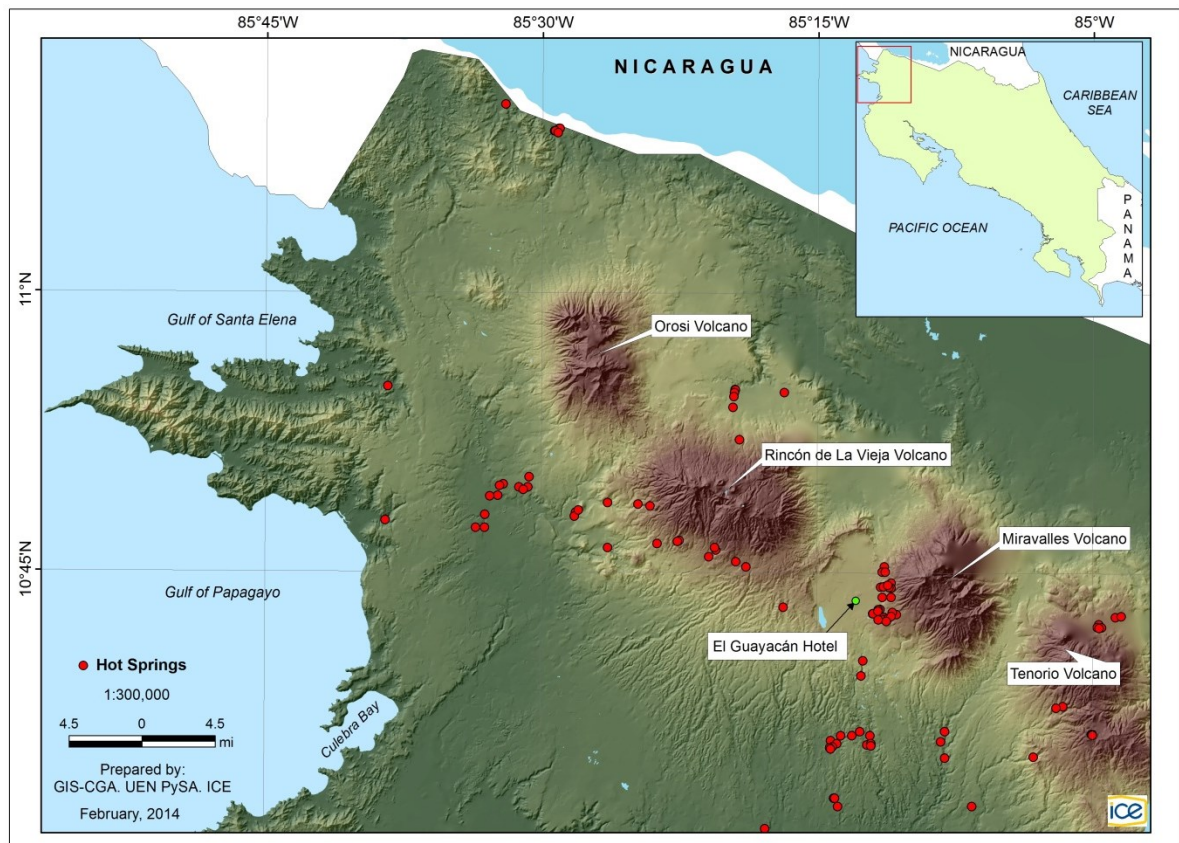 85°45'W
85°30'W
85°15'W
85°W
NICARAGUA
NICARAGUA
CARIBBEAN
SEA
PACIFIC OCEAN
PANAMA
11°N
Gulf of Santa Elena
Orosi Volcano
Rincón de La Vieja Volcano
Miravalles Volcano
10°45'N
Gulf of Papagayo
El Guayacán Hotel
Tenorio Volcano
Hot Springs
1:300,000
4.5 0 4.5
mi
Culebra Bay
Prepared by:
GIS-CGA. UEN PySA. ICE
February, 2014
ice